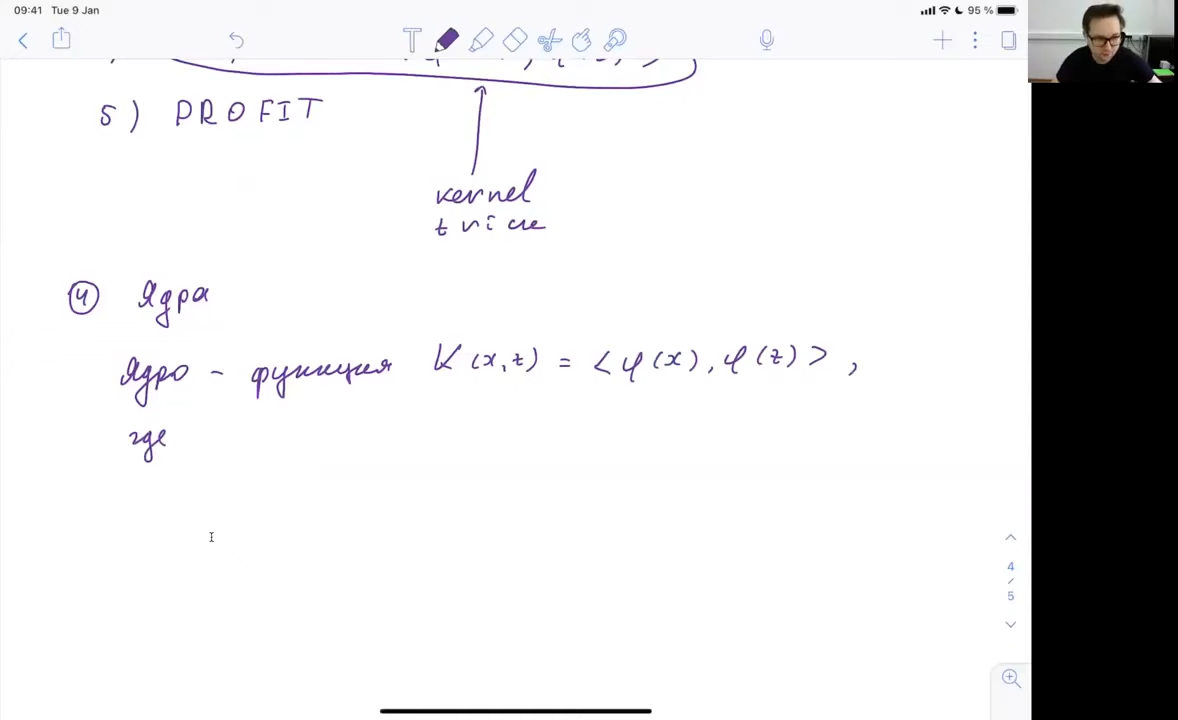 09:41 Tue 9 Jan 95 %
T
5) PROFIT
kernel
trick
④ Ядра
Ядро - функция K(x,z) = <φ(x), φ(z)>,
где
4
5